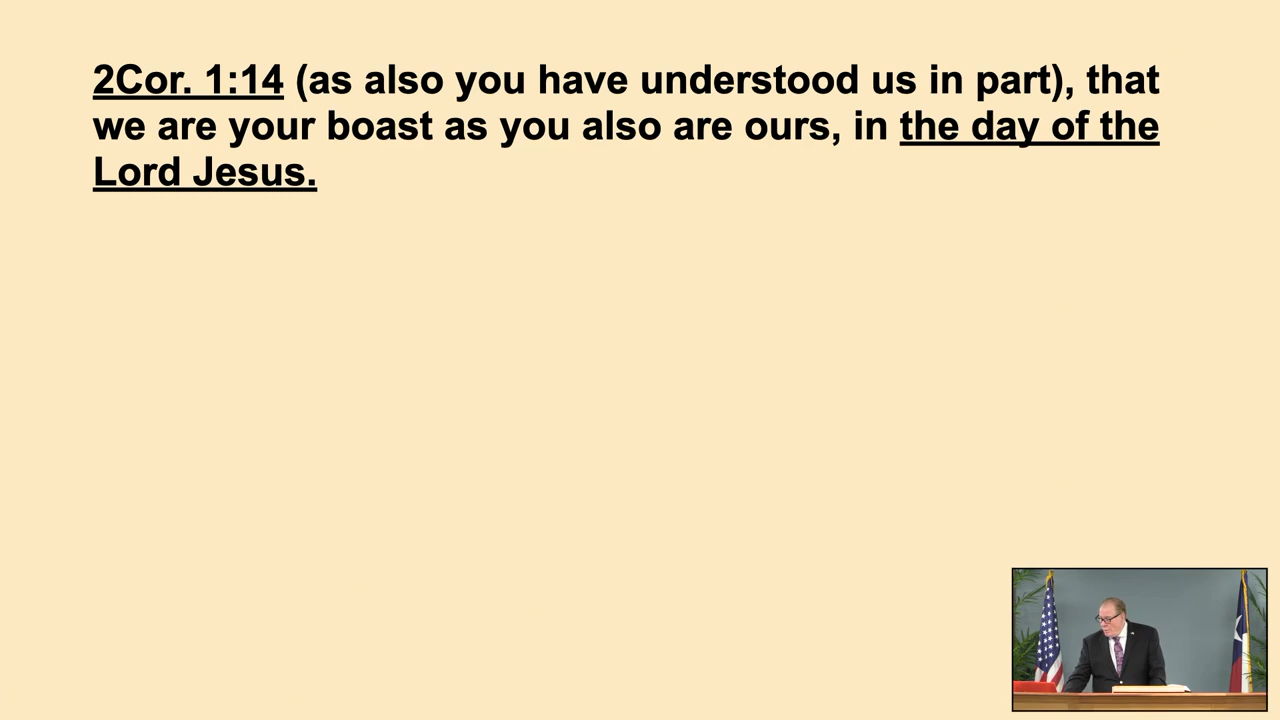 2Cor. 1:14 (as also you have understood us in part), that
we are your boast as you also are ours, in the day of the
Lord Jesus.